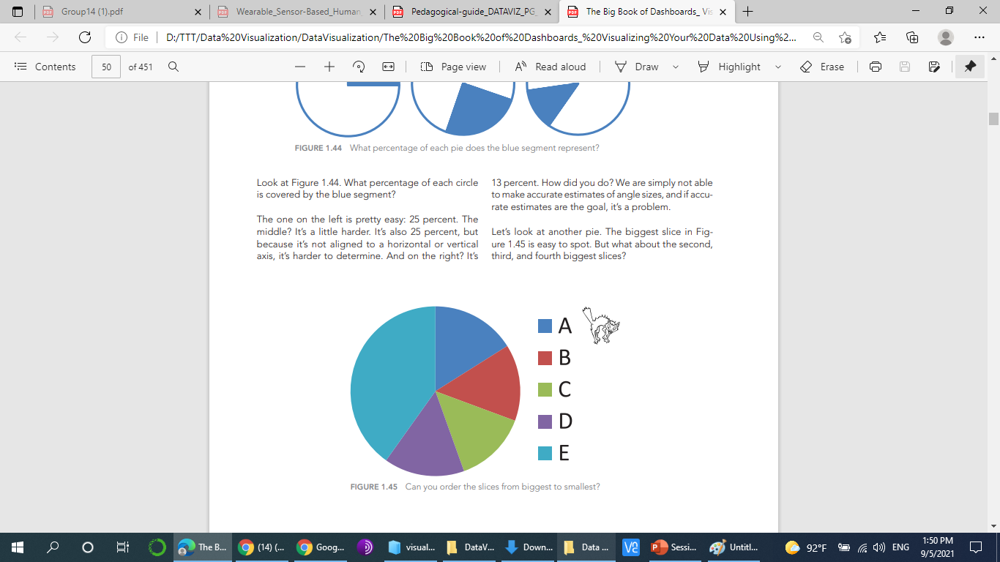 Group14 (1).pdf
Wearable_Sensor-Based_Human_
Pedagogical-guide_DATAVIZ_PG_
The Big Book of Dashboards_ Vis
File
D:/TTT/Data%20Visualization/DataVisualization/The%20Big%20Book%20of%20Dashboards_%20Visualizing%20Your%20Data%20Using%2...
Contents
50
of 451
Page view
Read aloud
Draw
Highlight
Erase
FIGURE 1.44 What percentage of each pie does the blue segment represent?
Look at Figure 1.44. What percentage of each circle
is covered by the blue segment?
The one on the left is pretty easy: 25 percent. The
middle? It's a little harder. It's also 25 percent, but
because it's not aligned to a horizontal or vertical
axis, it's harder to determine. And on the right? It's
13 percent. How did you do? We are simply not able
to make accurate estimates of angle sizes, and if accu-
rate estimates are the goal, it's a problem.
Let's look at another pie. The biggest slice in Fig-
ure 1.45 is easy to spot. But what about the second,
third, and fourth biggest slices?
A
B
C
D
E
FIGURE 1.45 Can you order the slices from biggest to smallest?
The B...
(14) (...
Goog...
visual...
DataV...
Down...
Data ...
Sessi...
Untitl...
92°F
ENG
1:50 PM
9/5/2021